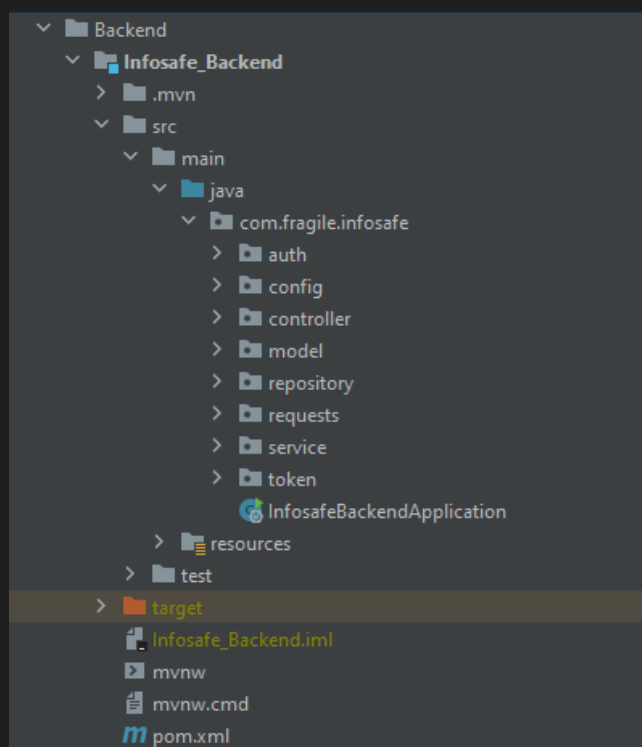 Backend
Infosafe_Backend
.mvn
src
main
java
com.fragile.infosafe
auth
config
controller
model
repository
requests
service
token
InfosafeBackendApplication
resources
test
target
Infosafe_Backend.iml
mvnw
mvnw.cmd
m pom.xml